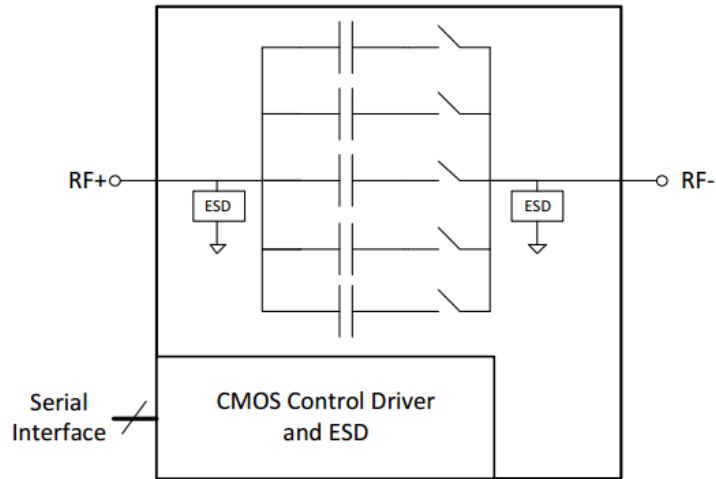 RF+
ESD
ESD
RF-
Serial
Interface
CMOS Control Driver
and ESD